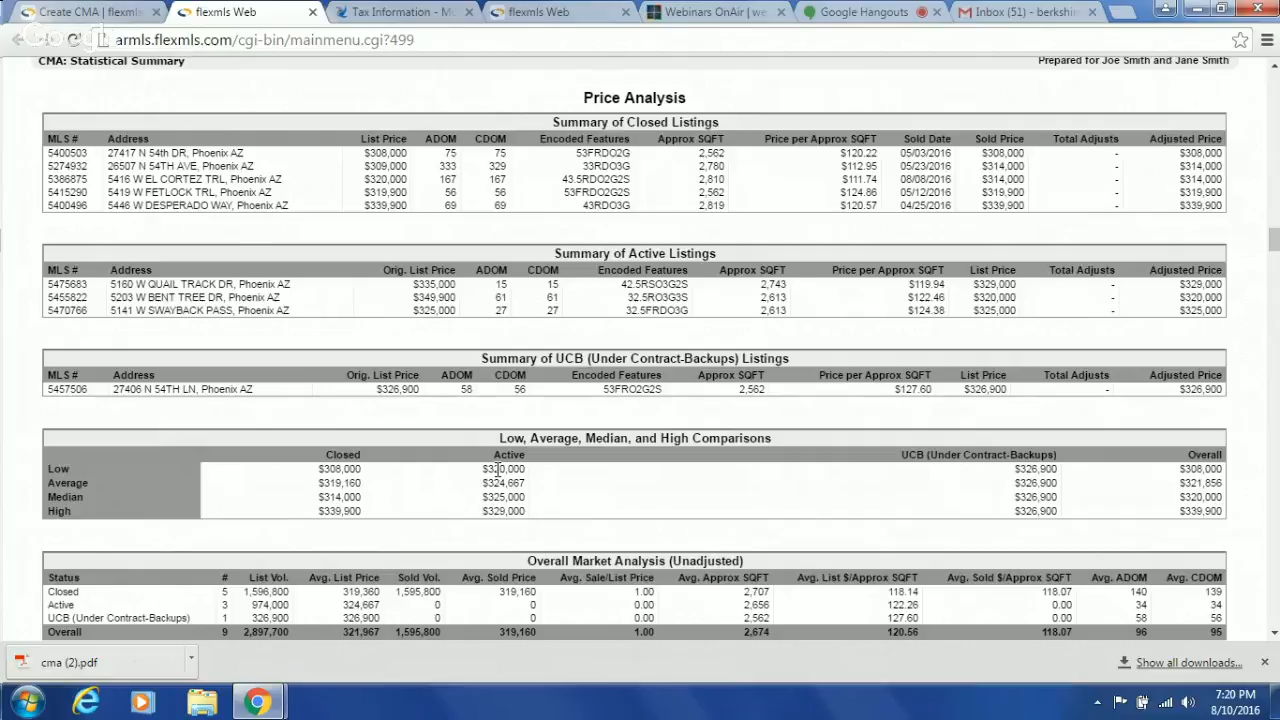 Create CMA | flexmls
flexmls Web
Tax Information - M
flexmls Web
Webinars OnAir | we
Google Hangouts
Inbox (51) - berkshir
armls.flexmls.com/cgi-bin/mainmenu.cgi?499
CMA: Statistical Summary Prepared for Joe Smith and Jane Smith
Price Analysis
Summary of Closed Listings
MLS # Address List Price ADOM CDOM Encoded Features Approx SQFT Price per Approx SQFT Sold Date Sold Price Total Adjusts Adjusted Price
5400503 27417 N 54th DR, Phoenix AZ $308,000 75 75 53FRDO2G 2,562 $120.22 05/03/2016 $308,000 - $308,000
5274932 26507 N 54TH AVE, Phoenix AZ $309,000 333 329 33RDO3G 2,780 $112.95 05/23/2016 $314,000 - $314,000
5386875 5416 W EL CORTEZ TRL, Phoenix AZ $320,000 167 167 43.5RDO2G2S 2,810 $111.74 08/08/2016 $314,000 - $314,000
5415290 5419 W FETLOCK TRL, Phoenix AZ $319,900 56 56 53FRDO2G2S 2,562 $124.86 05/12/2016 $319,900 - $319,900
5400496 5446 W DESPERADO WAY, Phoenix AZ $339,900 69 69 43RDO3G 2,819 $120.57 04/25/2016 $339,900 - $339,900
Summary of Active Listings
MLS # Address Orig. List Price ADOM CDOM Encoded Features Approx SQFT Price per Approx SQFT List Price Total Adjusts Adjusted Price
5475683 5160 W QUAIL TRACK DR, Phoenix AZ $335,000 15 15 42.5RSO3G2S 2,743 $119.94 $329,000 - $329,000
5455822 5203 W BENT TREE DR, Phoenix AZ $349,900 61 61 32.5RO3G3S 2,613 $122.46 $320,000 - $320,000
5470766 5141 W SWAYBACK PASS, Phoenix AZ $325,000 27 27 32.5FRDO3G 2,613 $124.38 $325,000 - $325,000
Summary of UCB (Under Contract-Backups) Listings
MLS # Address Orig. List Price ADOM CDOM Encoded Features Approx SQFT Price per Approx SQFT List Price Total Adjusts Adjusted Price
5457506 27406 N 54TH LN, Phoenix AZ $326,900 58 56 53FRO2G2S 2,562 $127.60 $326,900 - $326,900
Low, Average, Median, and High Comparisons
Closed Active UCB (Under Contract-Backups) Overall
Low $308,000 $320,000 $326,900 $308,000
Average $319,160 $324,667 $326,900 $321,856
Median $314,000 $325,000 $326,900 $320,000
High $339,900 $329,000 $326,900 $339,900
Overall Market Analysis (Unadjusted)
Status # List Vol. Avg. List Price Sold Vol. Avg. Sold Price Avg. Sale/List Price Avg. Approx SQFT Avg. List $/Approx SQFT Avg. Sold $/Approx SQFT Avg. ADOM Avg. CDOM
Closed 5 1,596,800 319,360 1,595,800 319,160 1.00 2,707 118.14 118.07 140 139
Active 3 974,000 324,667 0 0 0.00 2,656 122.26 0.00 34 34
UCB (Under Contract-Backups) 1 326,900 326,900 0 0 0.00 2,562 127.60 0.00 58 56
Overall 9 2,897,700 321,967 1,595,800 319,160 1.00 2,674 120.56 118.07 96 95
cma (2).pdf
Show all downloads...
7:20 PM
8/10/2016